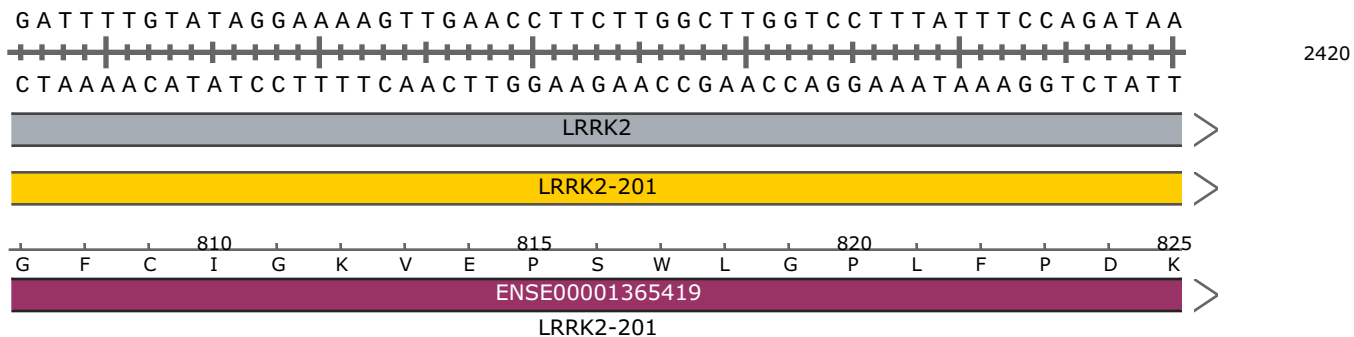 GATTTTGTATAGGAAAAGTTGAACCTTCTTGGCTTGGTCCTTTATTTCCAGATAA
2420
CTAAAACATATCCTTTTCAACTTGGAAGAACCGAACCAGGAAATAAAGGTCTATT
LRRK2
LRRK2-201
810 815 820 825
G F C I G K V E P S W L G P L F P D K
ENSE00001365419
LRRK2-201